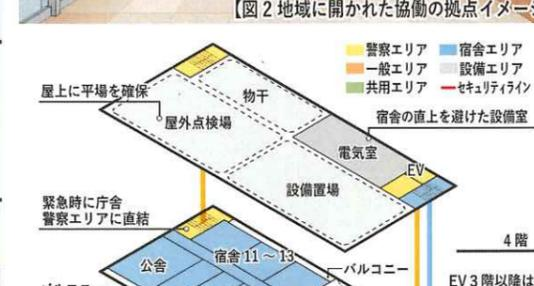 【図2 地域に開かれた協働の拠点イメー
警察エリア 宿舎エリア
一般エリア 設備エリア
共用エリア セキュリティライン
屋上に平場を確保
物干
屋外点検場
宿舎の直上を避けた設備室
電気室
EV
設備置場
緊急時に庁舎
警察エリアに直結
4階
公舎
宿舎11～13
バルコニー
EV3階以降は